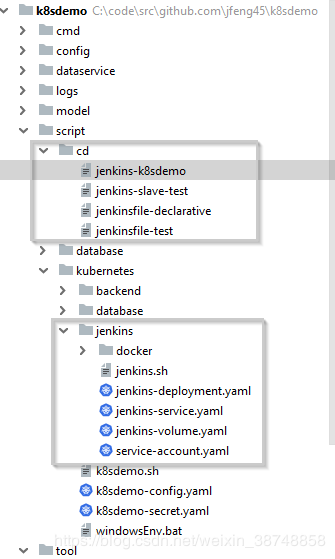 k8sdemo C:\code\src\github.com\jfeng45\k8sdemo
cmd
config
dataservice
logs
model
script
cd
jenkins-k8sdemo
jenkins-slave-test
jenkinsfile-declarative
jenkinsfile-test
database
kubernetes
backend
database
jenkins
docker
jenkins.sh
jenkins-deployment.yaml
jenkins-service.yaml
jenkins-volume.yaml
service-account.yaml
k8sdemo.sh
k8sdemo-config.yaml
k8sdemo-secret.yaml
windowsEnv.bat
https://blog.csdn.net/weixin_38748858
tool